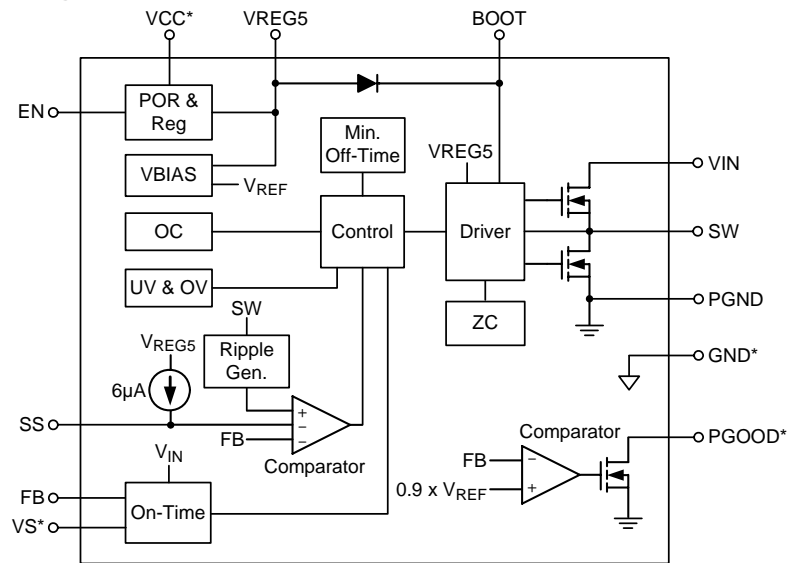 VCC*
VREG5
BOOT
EN
POR &
Reg
Min.
Off-Time
VREG5
VIN
VBIAS
VREF
OC
Control
Driver
SW
UV & OV
ZC
PGND
SW
VREG5
Ripple
Gen.
GND*
6µA
SS
+
−
FB −
Comparator
Comparator
PGOOD*
VIN
FB
−
0.9 x VREF
+
FB
On-Time
VS*